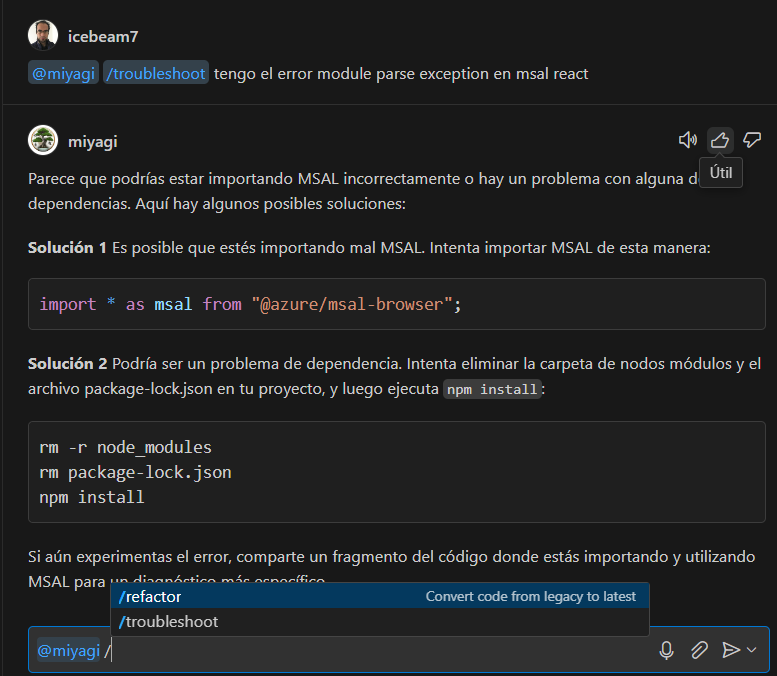 icebeam7
@miyagi /troubleshoot tengo el error module parse exception en msal react
miyagi
Útil
Parece que podrías estar importando MSAL incorrectamente o hay un problema con alguna
dependencias. Aquí hay algunos posibles soluciones:
Solución 1 Es posible que estés importando mal MSAL. Intenta importar MSAL de esta manera:
import * as msal from "@azure/msal-browser";
Solución 2 Podría ser un problema de dependencia. Intenta eliminar la carpeta de nodos módulos y el
archivo package-lock.json en tu proyecto, y luego ejecuta npm install:
rm -r node_modules
rm package-lock.json
npm install
Si aún experimentas el error, comparte un fragmento del código donde estás importando y utilizando
MSAL para un diagnóstico más específico.
/refactor Convert code from legacy to latest
/troubleshoot
@miyagi /